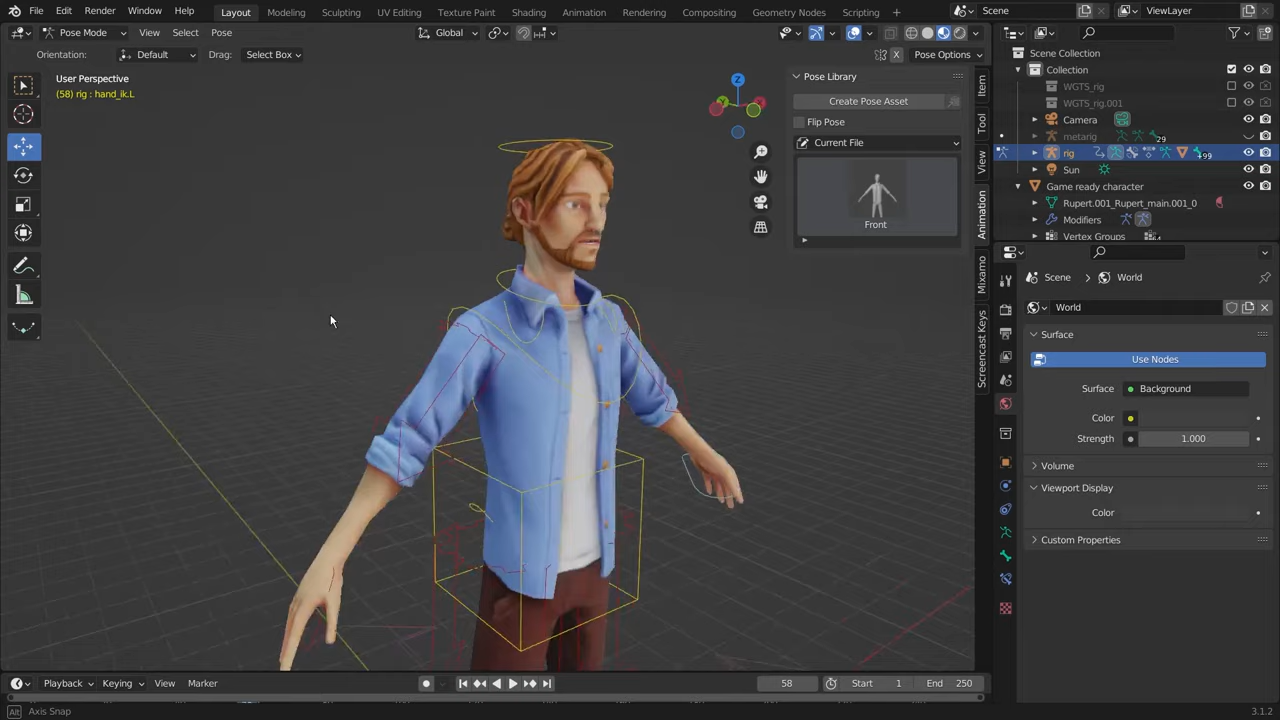 File Edit Render Window Help Layout Modeling Sculpting UV Editing Texture Paint Shading Animation Rendering Compositing Geometry Nodes Scripting Scene ViewLayer
Pose Mode View Select Pose Global
Orientation: Default Drag: Select Box X Pose Options
User Perspective
(58) rig : hand_ik.L
Z
Y
X
Pose Library
Create Pose Asset
Flip Pose
Current File
Front
Item
Tool
View
Animation
Mixamo
Screencast Keys
Scene Collection
Collection
WGTS_rig
WGTS_rig.001
Camera
metarig 29
rig +99
Sun
Game ready character
Rupert.001_Rupert_main.001_0
Modifiers
Vertex Groups
Scene World
World
Surface
Use Nodes
Surface Background
Color
Strength 1.000
Volume
Viewport Display
Color
Custom Properties
Playback Keying View Marker 58 Start 1 End 250
Alt Axis Snap 3.1.2